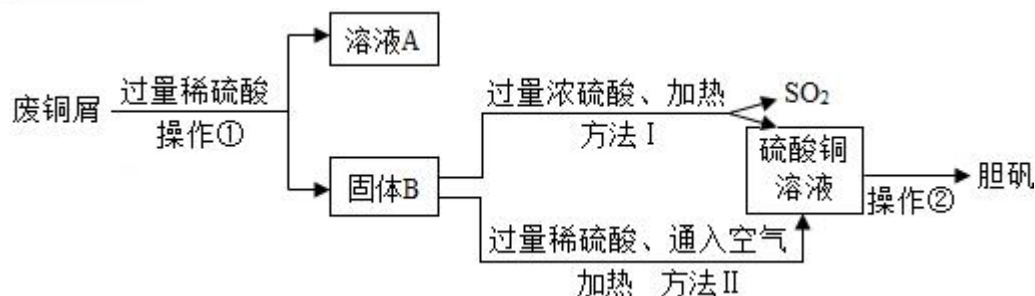 溶液A
废铜屑
过量稀硫酸
操作①
固体B
过量浓硫酸、加热
方法Ⅰ
SO₂
硫酸铜
溶液
操作②
胆矾
过量稀硫酸、通入空气
加热 方法Ⅱ